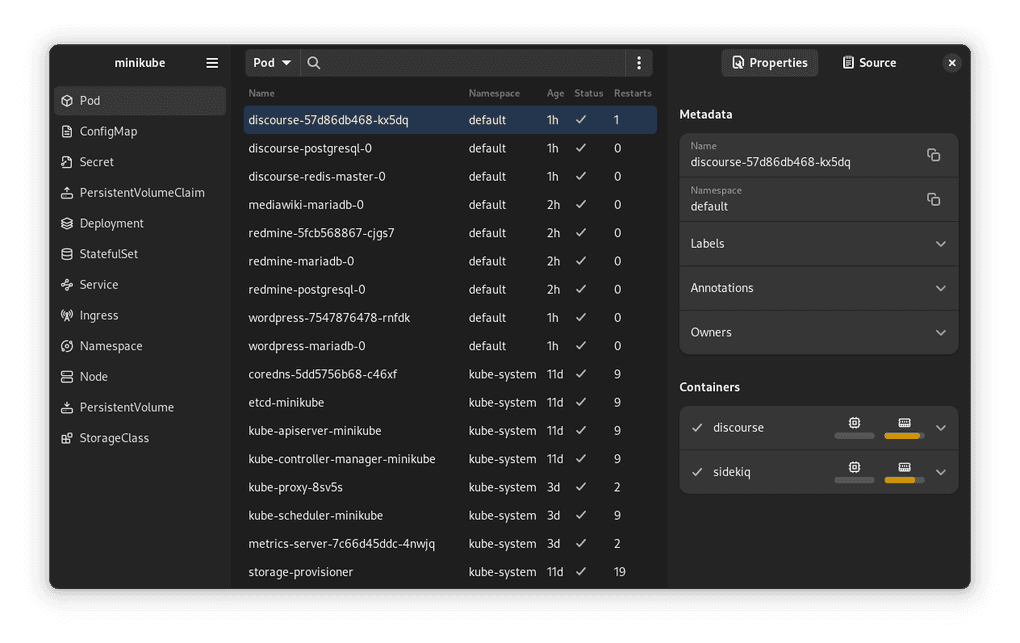 minikube
Pod
ConfigMap
Secret
PersistentVolumeClaim
Deployment
StatefulSet
Service
Ingress
Namespace
Node
PersistentVolume
StorageClass
Pod
Name Namespace Age Status Restarts
discourse-57d86db468-kx5dq default 1h 1
discourse-postgresql-0 default 1h 0
discourse-redis-master-0 default 1h 0
mediawiki-mariadb-0 default 2h 0
redmine-5fcb568867-cjgs7 default 2h 0
redmine-mariadb-0 default 2h 0
redmine-postgresql-0 default 2h 0
wordpress-7547876478-rnfdk default 1h 0
wordpress-mariadb-0 default 1h 0
coredns-5dd5756b68-c46xf kube-system 11d 9
etcd-minikube kube-system 11d 9
kube-apiserver-minikube kube-system 11d 9
kube-controller-manager-minikube kube-system 11d 9
kube-proxy-8sv5s kube-system 3d 2
kube-scheduler-minikube kube-system 3d 9
metrics-server-7c66d45ddc-4nwjq kube-system 3d 2
storage-provisioner kube-system 11d 19
Properties Source
Metadata
Name
discourse-57d86db468-kx5dq
Namespace
default
Labels
Annotations
Owners
Containers
discourse
sidekiq